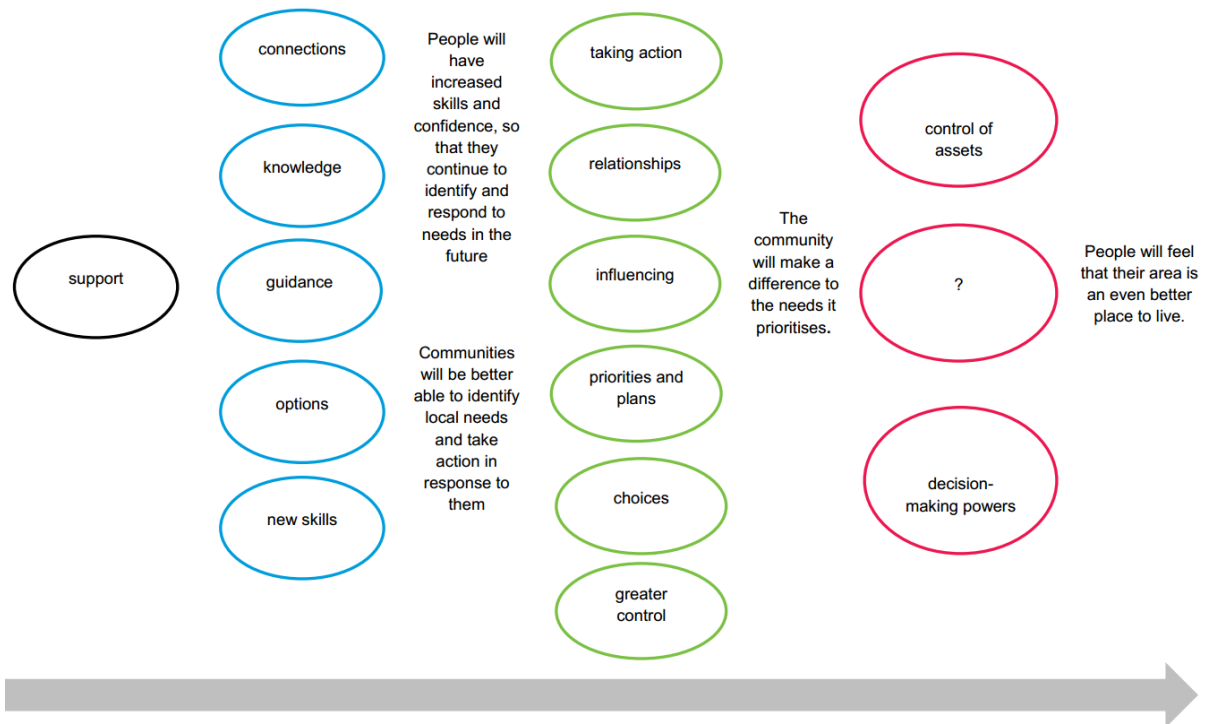 support
connections
knowledge
guidance
options
new skills
People will
have
increased
skills and
confidence, so
that they
continue to
identify and
respond to
needs in the
future
Communities
will be better
able to identify
local needs
and take
action in
response to
them
taking action
relationships
influencing
priorities and
plans
choices
greater
control
The
community
will make a
difference to
the needs it
prioritises.
control of
assets
?
decision-
making powers
People will feel
that their area is
an even better
place to live.